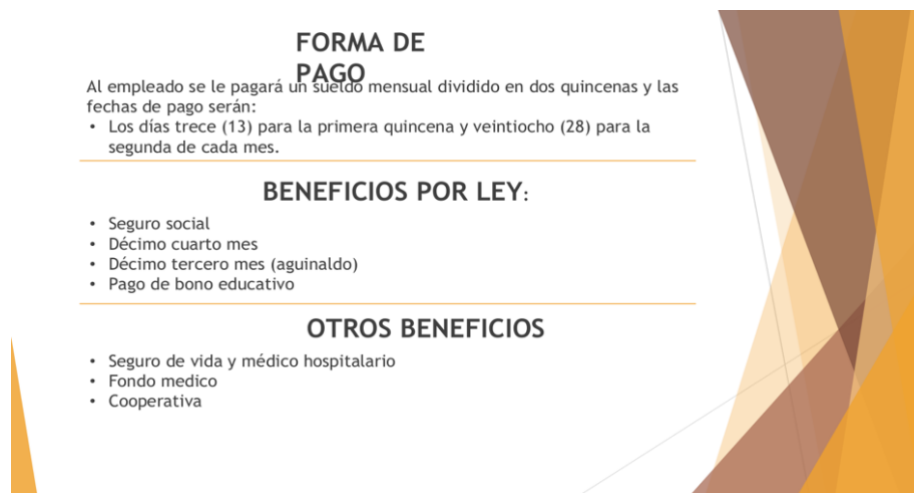 FORMA DE
PAGO
Al empleado se le pagará un sueldo mensual dividido en dos quincenas y las
fechas de pago serán:
• Los días trece (13) para la primera quincena y veintiocho (28) para la
segunda de cada mes.
BENEFICIOS POR LEY:
• Seguro social
• Décimo cuarto mes
• Décimo tercero mes (aguinaldo)
• Pago de bono educativo
OTROS BENEFICIOS
• Seguro de vida y médico hospitalario
• Fondo medico
• Cooperativa